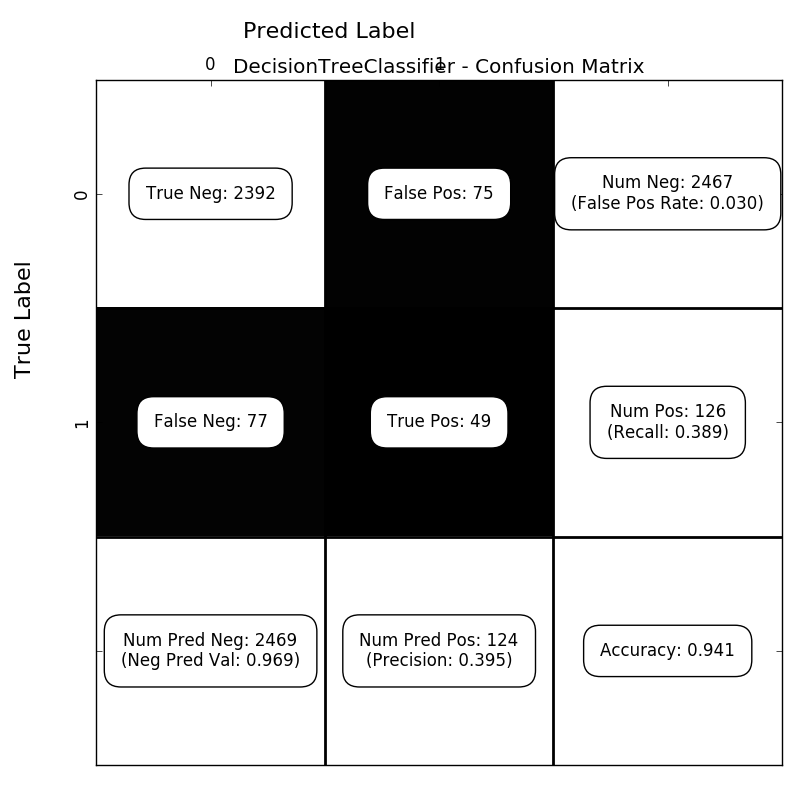 Predicted Label
0 1
DecisionTreeClassifier - Confusion Matrix
True Label
0
True Neg: 2392
False Pos: 75
Num Neg: 2467
(False Pos Rate: 0.030)
1
False Neg: 77
True Pos: 49
Num Pos: 126
(Recall: 0.389)
Num Pred Neg: 2469
(Neg Pred Val: 0.969)
Num Pred Pos: 124
(Precision: 0.395)
Accuracy: 0.941